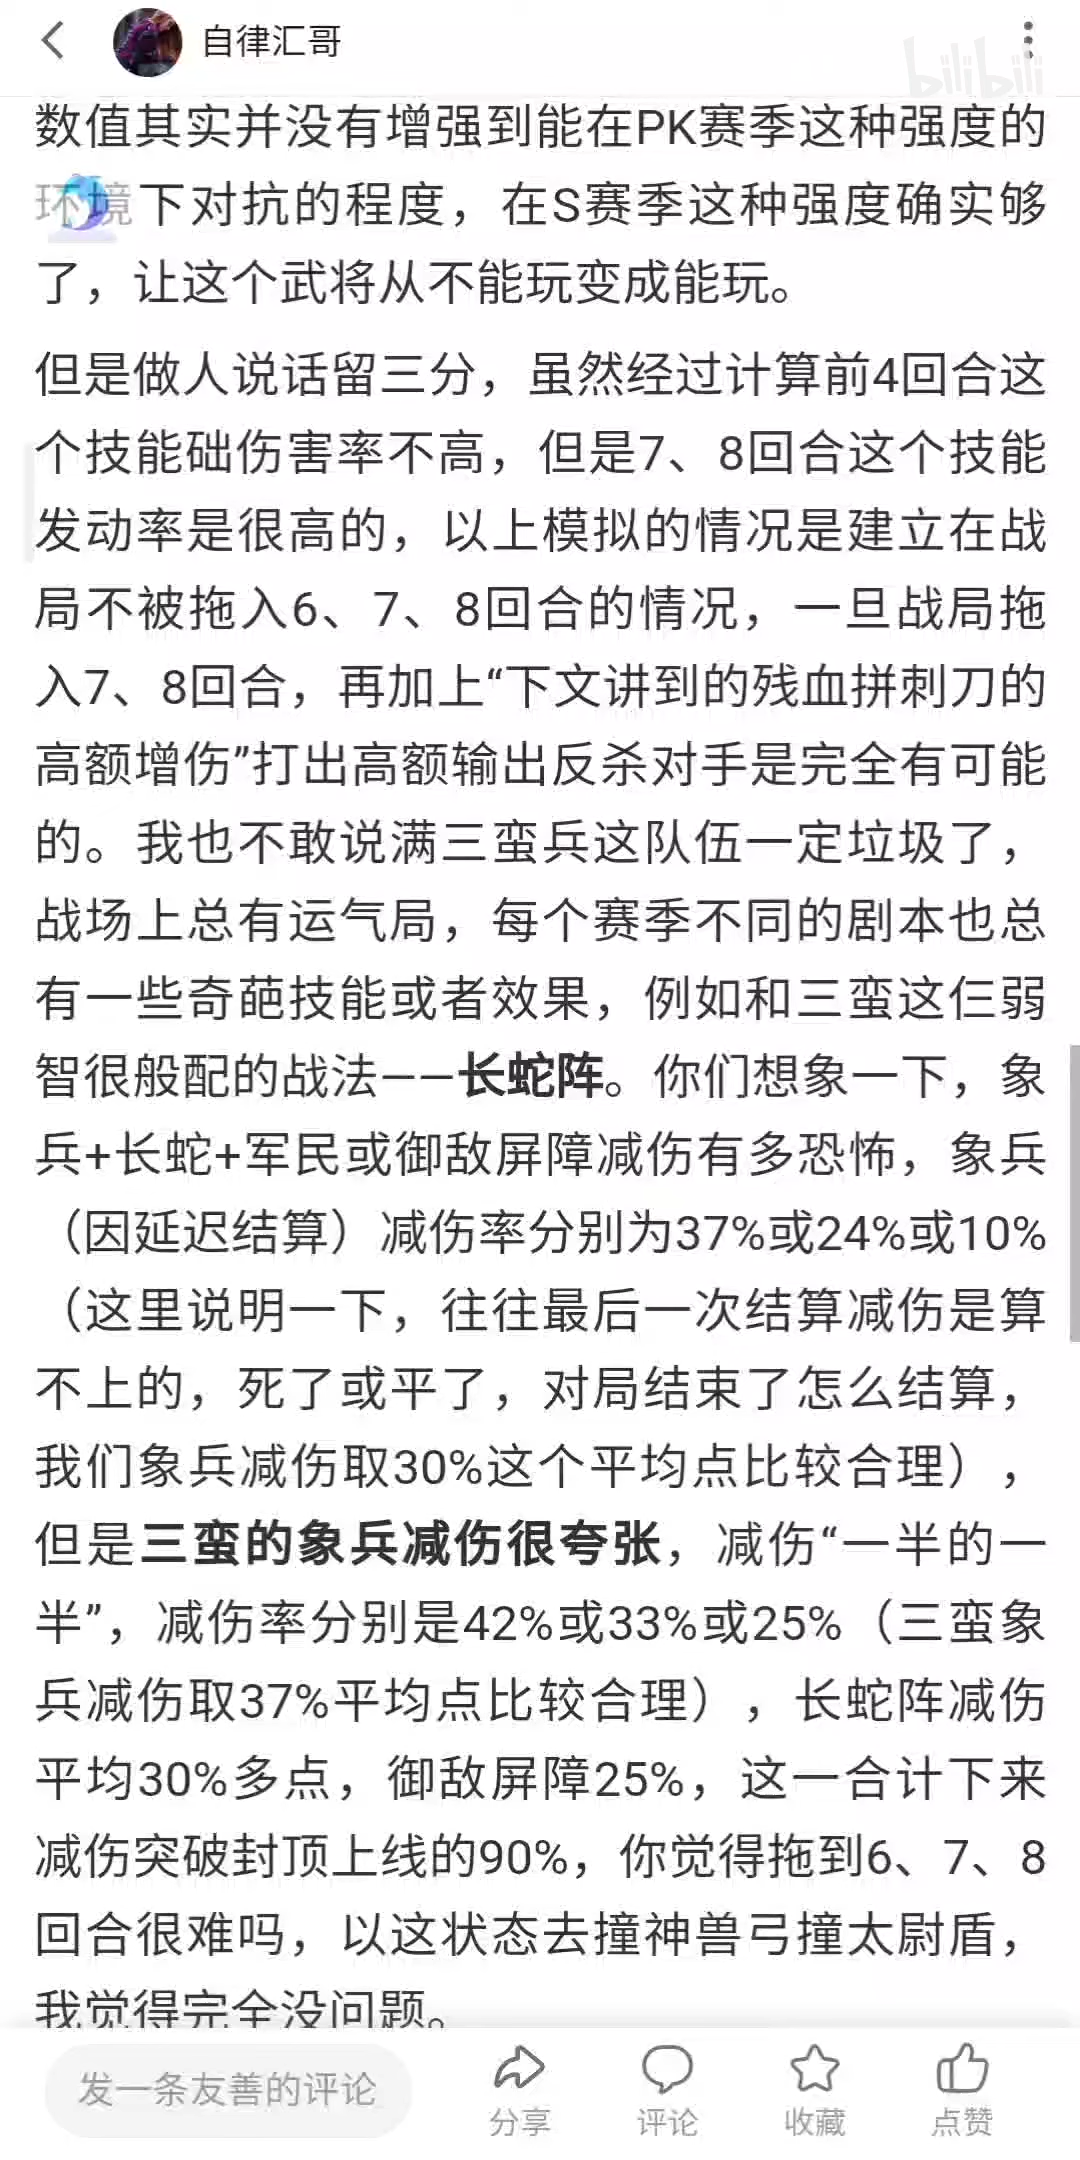 自律汇哥
bilibili
数值其实并没有增强到能在PK赛季这种强度的
环境下对抗的程度，在S赛季这种强度确实够
了，让这个武将从不能玩变成能玩。
但是做人说话留三分，虽然经过计算前4回合这
个技能础伤害率不高，但是7、8回合这个技能
发动率是很高的，以上模拟的情况是建立在战
局不被拖入6、7、8回合的情况，一旦战局拖
入7、8回合，再加上“下文讲到的残血拼刺刀的
高额增伤”打出高额输出反杀对手是完全有可能
的。我也不敢说满三蛮兵这队伍一定垃圾了，
战场上总有运气局，每个赛季不同的剧本也总
有一些奇葩技能或者效果，例如和三蛮这仨弱
智很般配的战法——长蛇阵。你们想象一下，象
兵+长蛇+军民或御敌屏障减伤有多恐怖，象兵
（因延迟结算）减伤率分别为37%或24%或10%
（这里说明一下，往往最后一次结算减伤是算
不上的，死了或平了，对局结束了怎么结算，
我们象兵减伤取30%这个平均点比较合理），
但是三蛮的象兵减伤很夸张，减伤“一半的一
半”，减伤率分别是42%或33%或25%（三蛮象
兵减伤取37%平均点比较合理），长蛇阵减伤
平均30%多点，御敌屏障25%，这一合计下来
减伤突破封顶上线的90%，你觉得拖到6、7、8
回合很难吗，以这状态去撞神兽弓撞太尉盾，
我觉得完全没问题。
发一条友善的评论
分享
评论
收藏
点赞